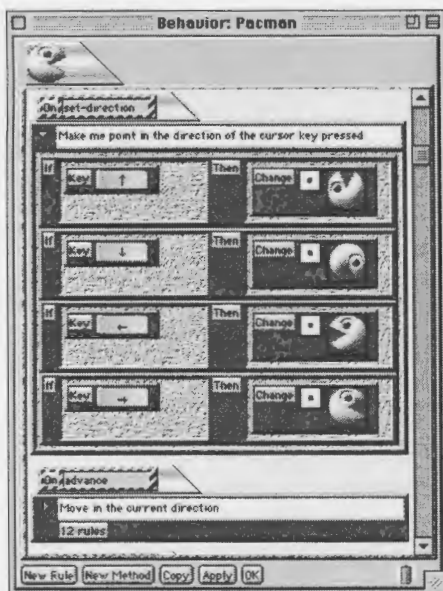 Behavior: Pacman
On set-direction
Make me point in the direction of the cursor key pressed
If Key ↑ Then Change
If Key ↓ Then Change
If Key ← Then Change
If Key → Then Change
On advance
Move in the current direction
12 rules
New Rule New Method Copy Apply OK